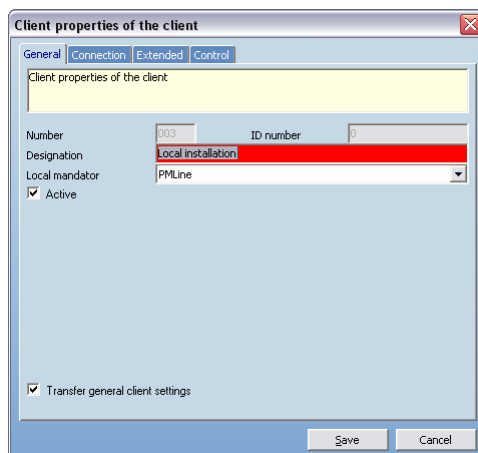 Client properties of the client
General Connection Extended Control
Client properties of the client
Number 003 ID number 0
Designation Local installation
Local mandator PMLine
Active
Transfer general client settings
Save Cancel